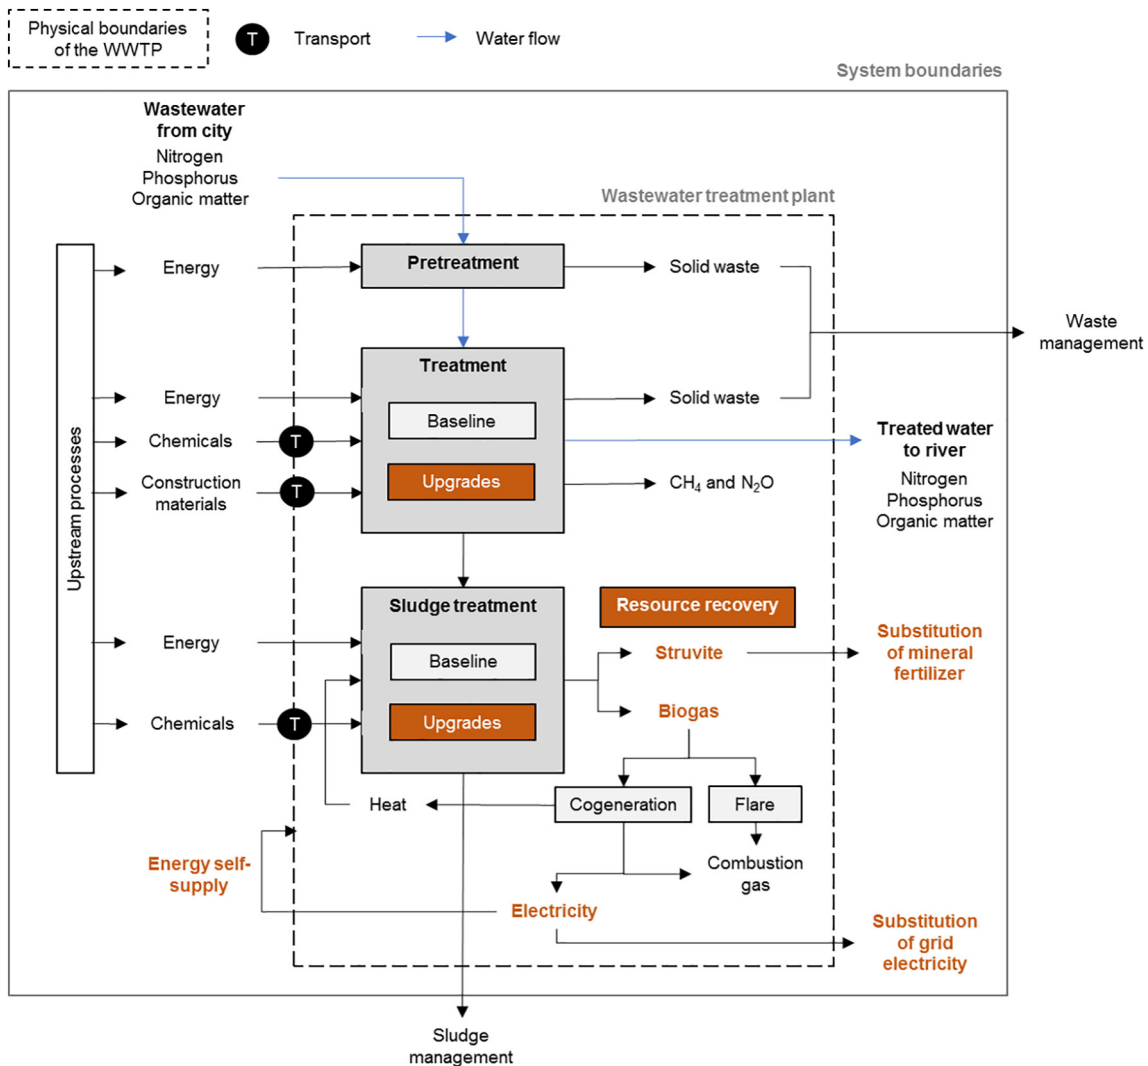 Physical boundaries
of the WWTP
T
Transport
Water flow
System boundaries
Wastewater
from city
Nitrogen
Phosphorus
Organic matter
Wastewater treatment plant
Upstream processes
Energy
Pretreatment
Solid waste
Waste
management
Treatment
Energy
Baseline
Solid waste
Chemicals
T
Treated water
to river
Nitrogen
Phosphorus
Organic matter
Construction
materials
T
Upgrades
CH₄ and N₂O
Sludge treatment
Resource recovery
Energy
Baseline
Struvite
Substitution
of mineral
fertilizer
Chemicals
T
Upgrades
Biogas
Heat
Cogeneration
Flare
Energy self-
supply
Combustion
gas
Electricity
Substitution
of grid
electricity
Sludge
management